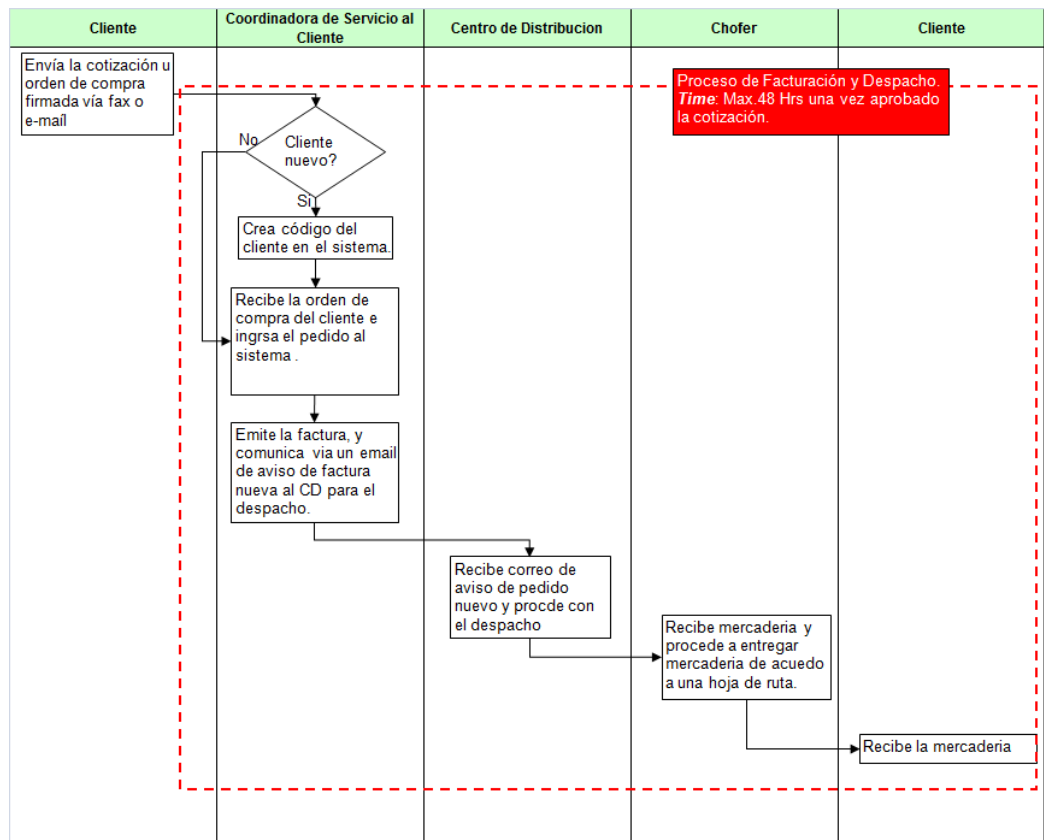 Cliente
Coordinadora de Servicio al
Cliente
Centro de Distribucion
Chofer
Cliente
Envía la cotización u
orden de compra
firmada vía fax o
e-maíl
Proceso de Facturación y Despacho.
Time: Max.48 Hrs una vez aprobado
la cotización.
No
Cliente
nuevo?
Si
Crea código del
cliente en el sistema.
Recibe la orden de
compra del cliente e
ingrsa el pedido al
sistema .
Emite la factura, y
comunica via un email
de aviso de factura
nueva al CD para el
despacho.
Recibe correo de
aviso de pedido
nuevo y procde con
el despacho
Recibe mercaderia y
procede a entregar
mercaderia de acuedo
a una hoja de ruta.
Recibe la mercaderia